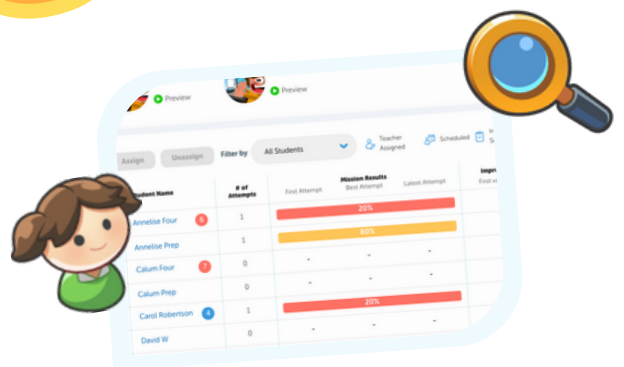 Preview
Preview
Assign Unassign Filter by All Students Teacher Assigned Scheduled
Mission Results
Student Name # of Attempts First Attempt Best Attempt Latest Attempt
Annelise Four 6 1 20%
Annelise Prep 1 60%
Calum Four 7 0 - - -
Calum Prep 0 - - -
Carol Robertson 4 1 20%
David W 0 - - -